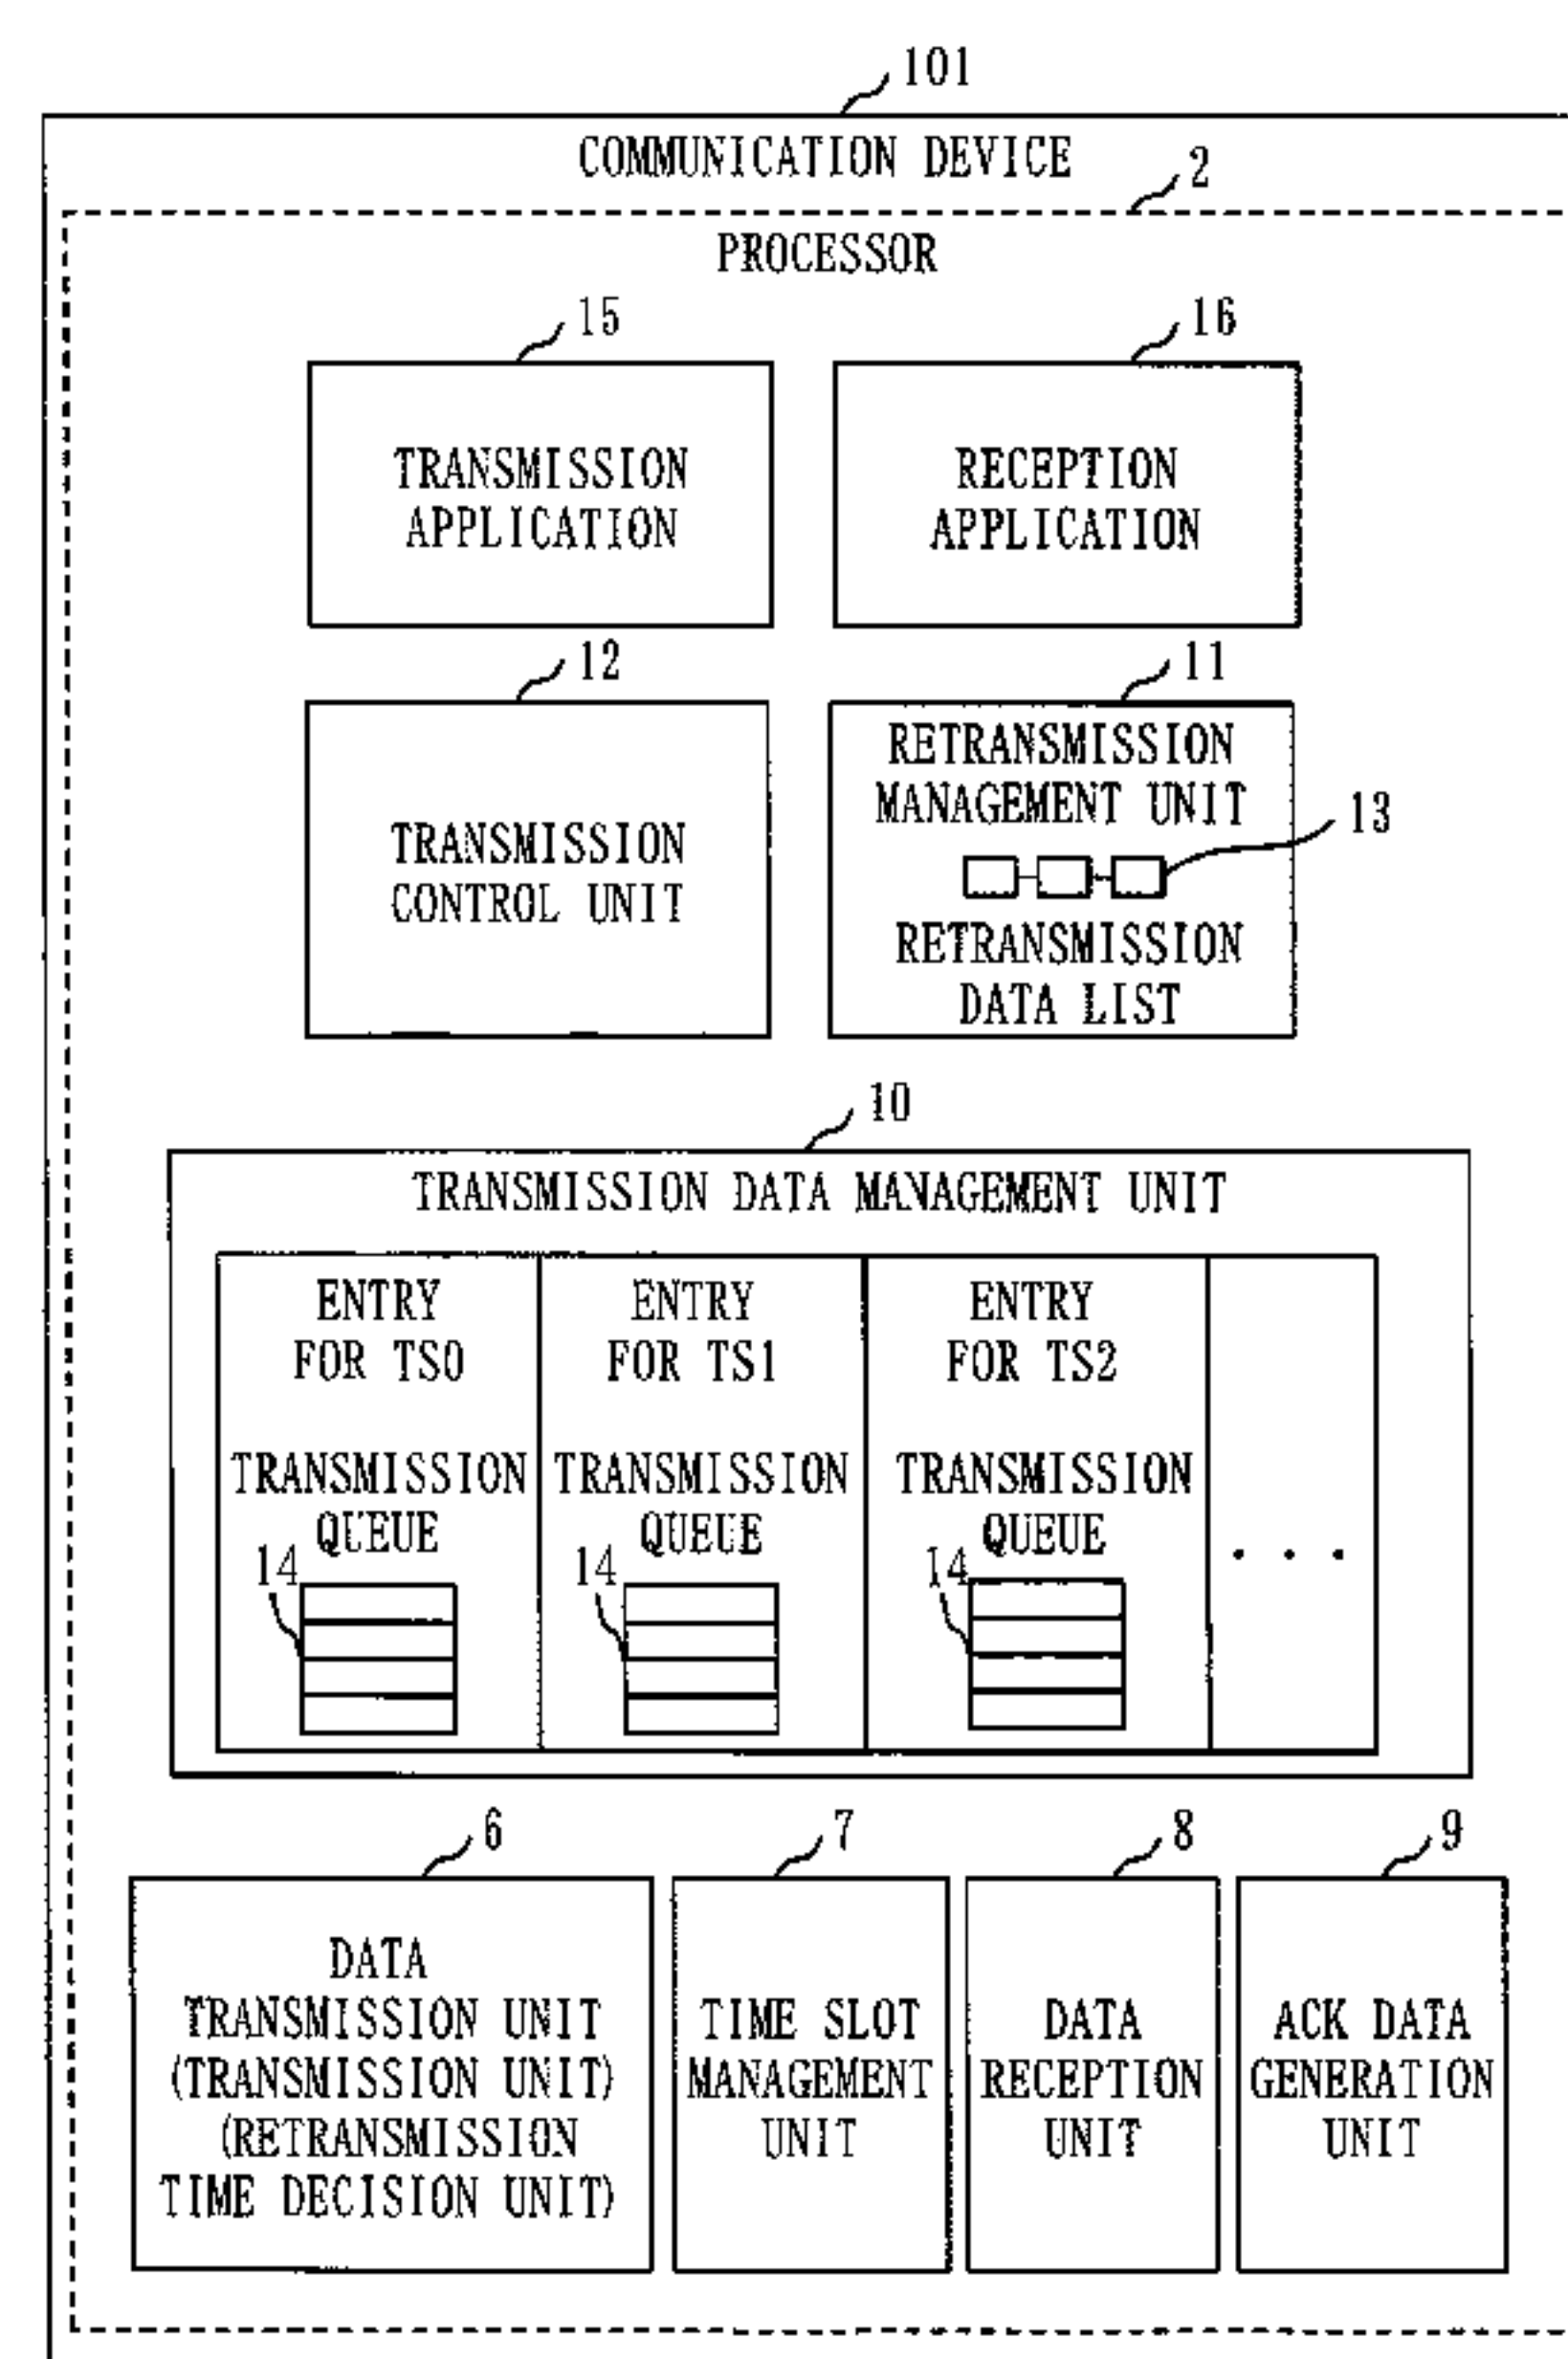 101
COMMUNICATION DEVICE
2
PROCESSOR
15
16
TRANSMISSION
APPLICATION
RECEPTION
APPLICATION
12
11
TRANSMISSION
CONTROL UNIT
RETRANSMISSION
MANAGEMENT UNIT
13
RETRANSMISSION
DATA LIST
10
TRANSMISSION DATA MANAGEMENT UNIT
ENTRY
FOR TS0
TRANSMISSION
QUEUE
14
ENTRY
FOR TS1
TRANSMISSION
QUEUE
14
ENTRY
FOR TS2
TRANSMISSION
QUEUE
14
. . .
6
7
8
9
DATA
TRANSMISSION UNIT
(TRANSMISSION UNIT)
(RETRANSMISSION
TIME DECISION UNIT)
TIME SLOT
MANAGEMENT
UNIT
DATA
RECEPTION
UNIT
ACK DATA
GENERATION
UNIT